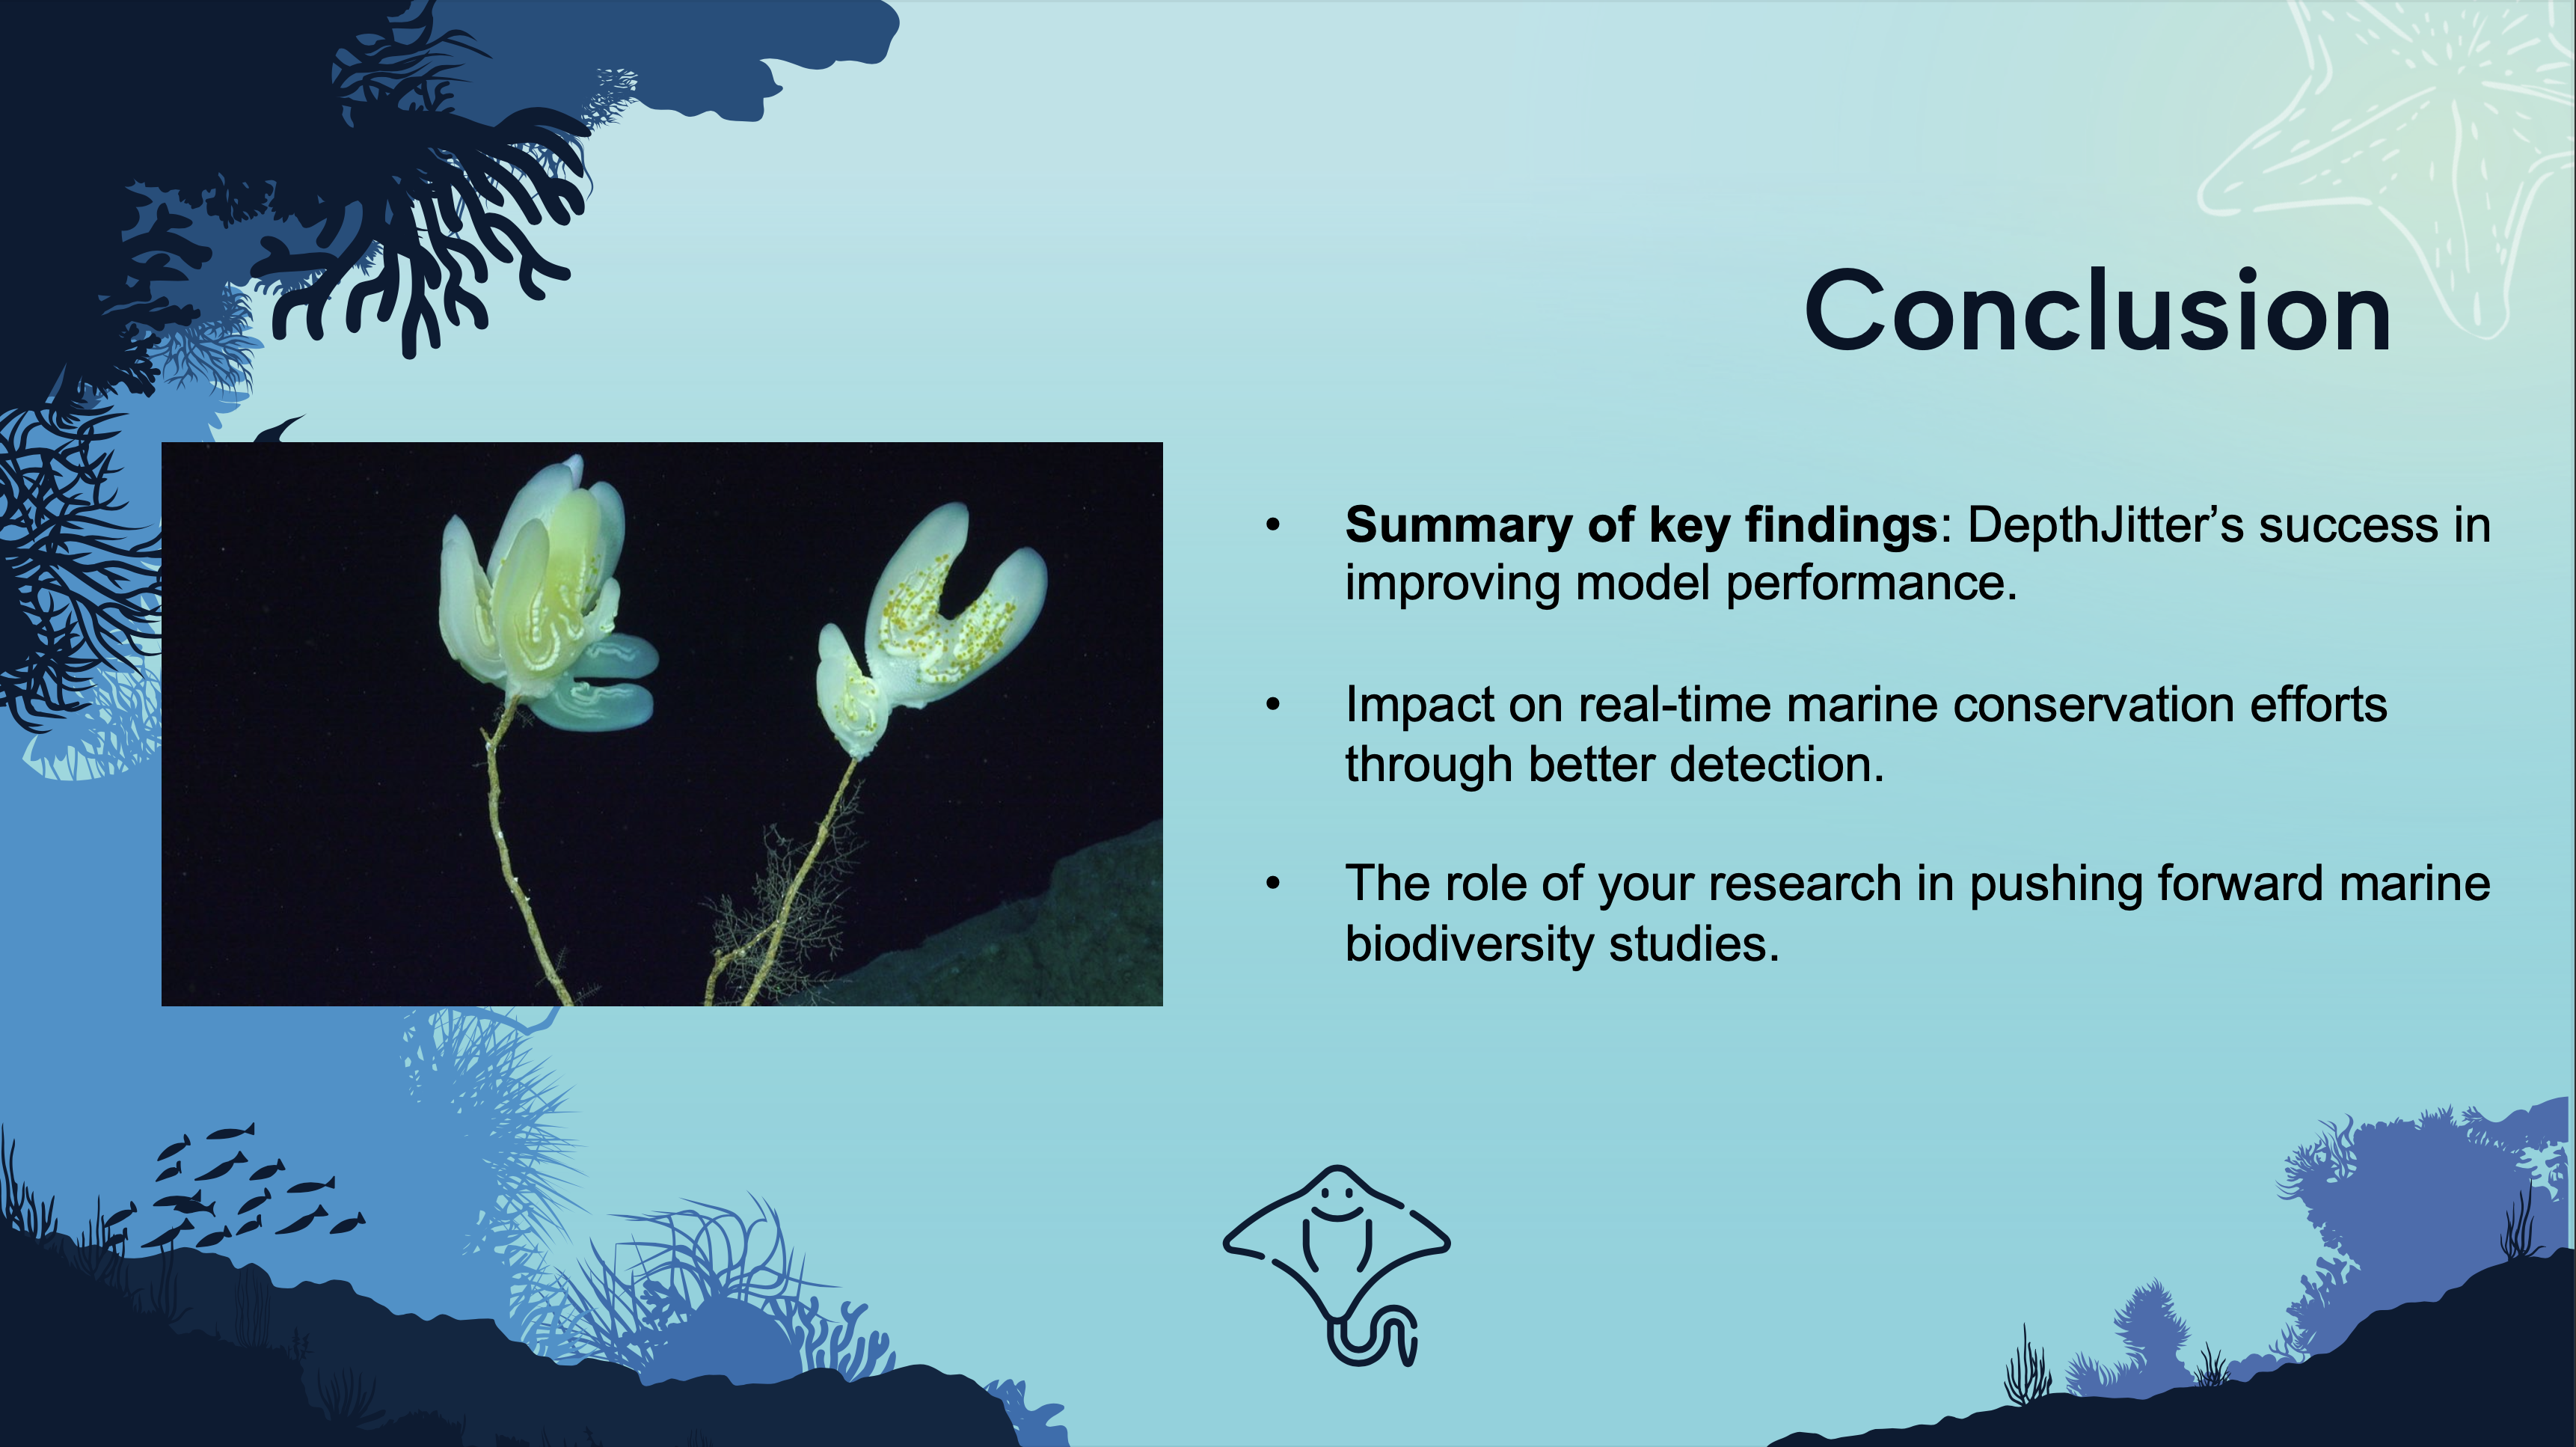 Conclusion
• Summary of key findings: DepthJitter’s success in
improving model performance.
• Impact on real-time marine conservation efforts
through better detection.
• The role of your research in pushing forward marine
biodiversity studies.